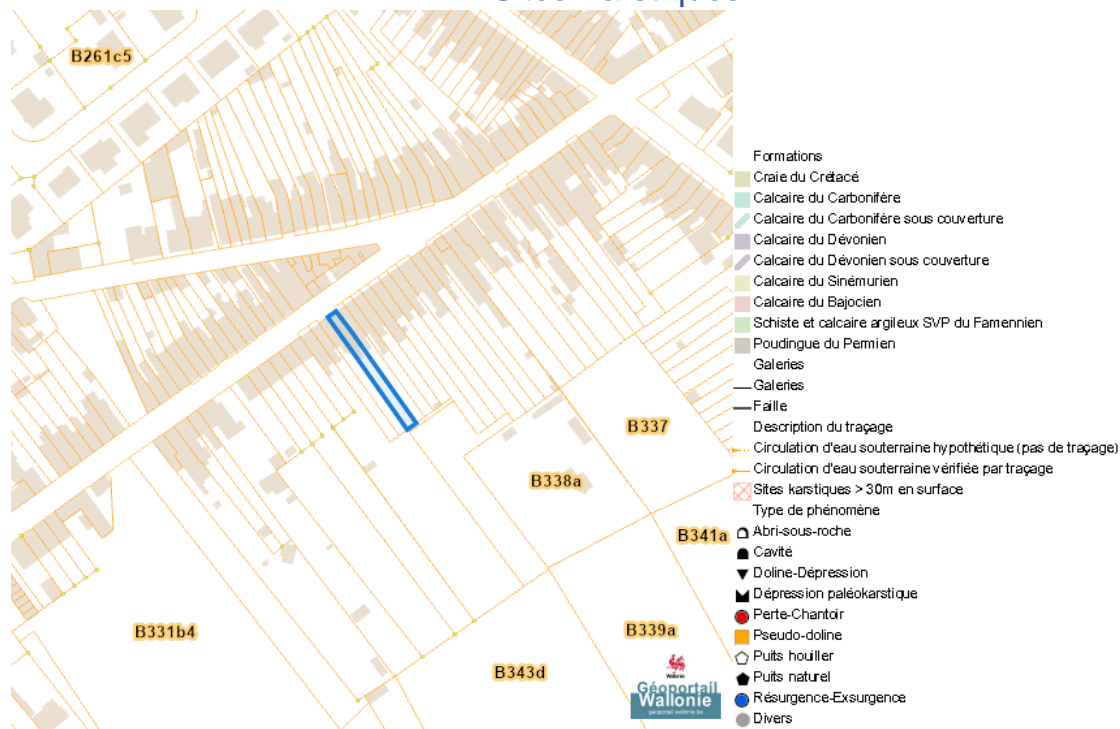 B261c5
B337
B338a
B341a
B331b4
B339a
B343d
Wallonie
Géoportail
Wallonie
geoportail.wallonie.be
Formations
Craie du Crétacé
Calcaire du Carbonifère
Calcaire du Carbonifère sous couverture
Calcaire du Dévonien
Calcaire du Dévonien sous couverture
Calcaire du Sinémurien
Calcaire du Bajocien
Schiste et calcaire argileux SVP du Famennien
Poudingue du Permien
Galeries
Galeries
Faille
Description du traçage
Circulation d'eau souterraine hypothétique (pas de traçage)
Circulation d'eau souterraine vérifiée par traçage
Sites karstiques > 30m en surface
Type de phénomène
Abri-sous-roche
Cavité
Doline-Dépression
Dépression paléokarstique
Perte-Chantoir
Pseudo-doline
Puits houiller
Puits naturel
Résurgence-Exsurgence
Divers